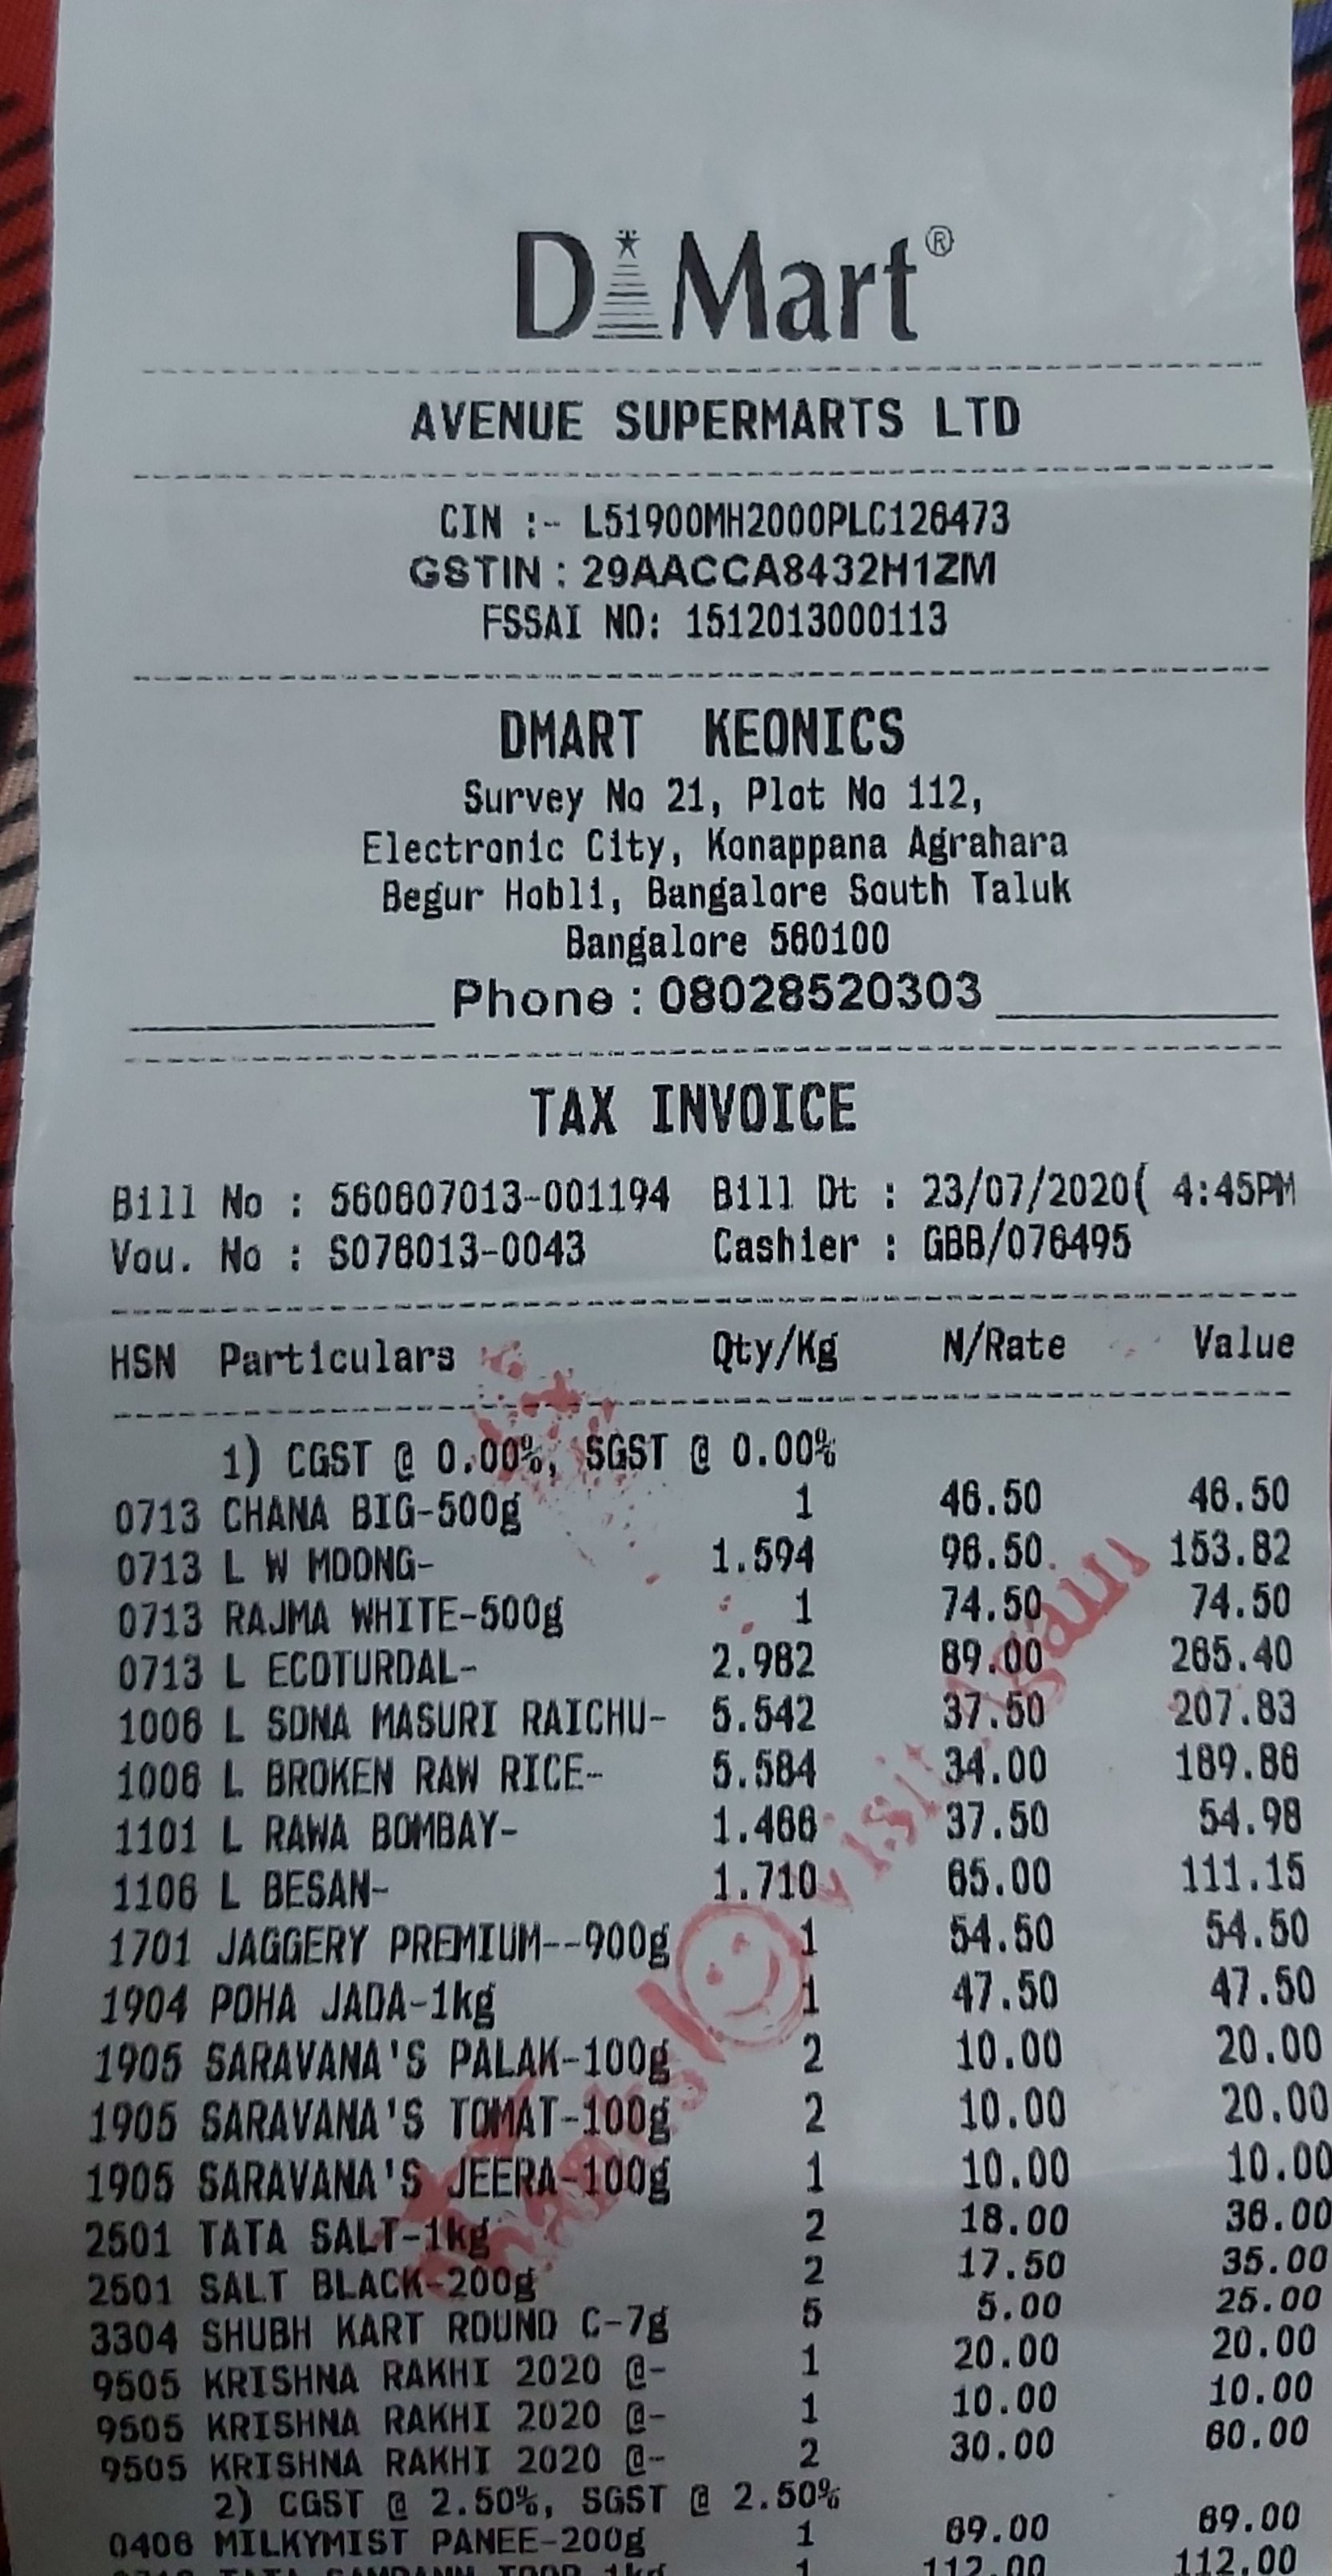 D Mart®
AVENUE SUPERMARTS LTD
CIN :- L51900MH2000PLC126473
GSTIN : 29AACCA8432H1ZM
FSSAI NO: 1512013000113
DMART KEONICS
Survey No 21, Plot No 112,
Electronic City, Konappana Agrahara
Begur Hobli, Bangalore South Taluk
Bangalore 560100
Phone : 08028520303
TAX INVOICE
Bill No : 560607013-001194 Bill Dt : 23/07/2020( 4:45PM
Vou. No : S076013-0043 Cashier : GBB/076495
HSN Particulars Qty/Kg N/Rate Value
1) CGST @ 0.00%, SGST @ 0.00%
0713 CHANA BIG-500g 1 46.50 46.50
0713 L W MOONG- 1.594 96.50 153.82
0713 RAJMA WHITE-500g 1 74.50 74.50
0713 L ECOTURDAL- 2.982 89.00 265.40
1006 L SONA MASURI RAICHU- 5.542 37.50 207.83
1006 L BROKEN RAW RICE- 5.584 34.00 189.86
1101 L RAWA BOMBAY- 1.466 37.50 54.98
1106 L BESAN- 1.710 65.00 111.15
1701 JAGGERY PREMIUM--900g 1 54.50 54.50
1904 POHA JADA-1kg 1 47.50 47.50
1905 SARAVANA'S PALAK-100g 2 10.00 20.00
1905 SARAVANA'S TOMAT-100g 2 10.00 20.00
1905 SARAVANA'S JEERA-100g 1 10.00 10.00
2501 TATA SALT-1kg 2 18.00 36.00
2501 SALT BLACK-200g 2 17.50 35.00
3304 SHUBH KART ROUND C-7g 5 5.00 25.00
9505 KRISHNA RAKHI 2020 @- 1 20.00 20.00
9505 KRISHNA RAKHI 2020 @- 1 10.00 10.00
9505 KRISHNA RAKHI 2020 @- 2 30.00 60.00
2) CGST @ 2.50%, SGST @ 2.50%
0406 MILKYMIST PANEE-200g 1 69.00 69.00
1 112.00 112.00
Thanks! visit Again